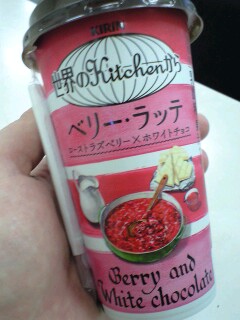 KIRIN
世界のKitchenから
ベリー・ラッテ
ローストラズベリー×ホワイトチョコ
Berry and
White chocolate